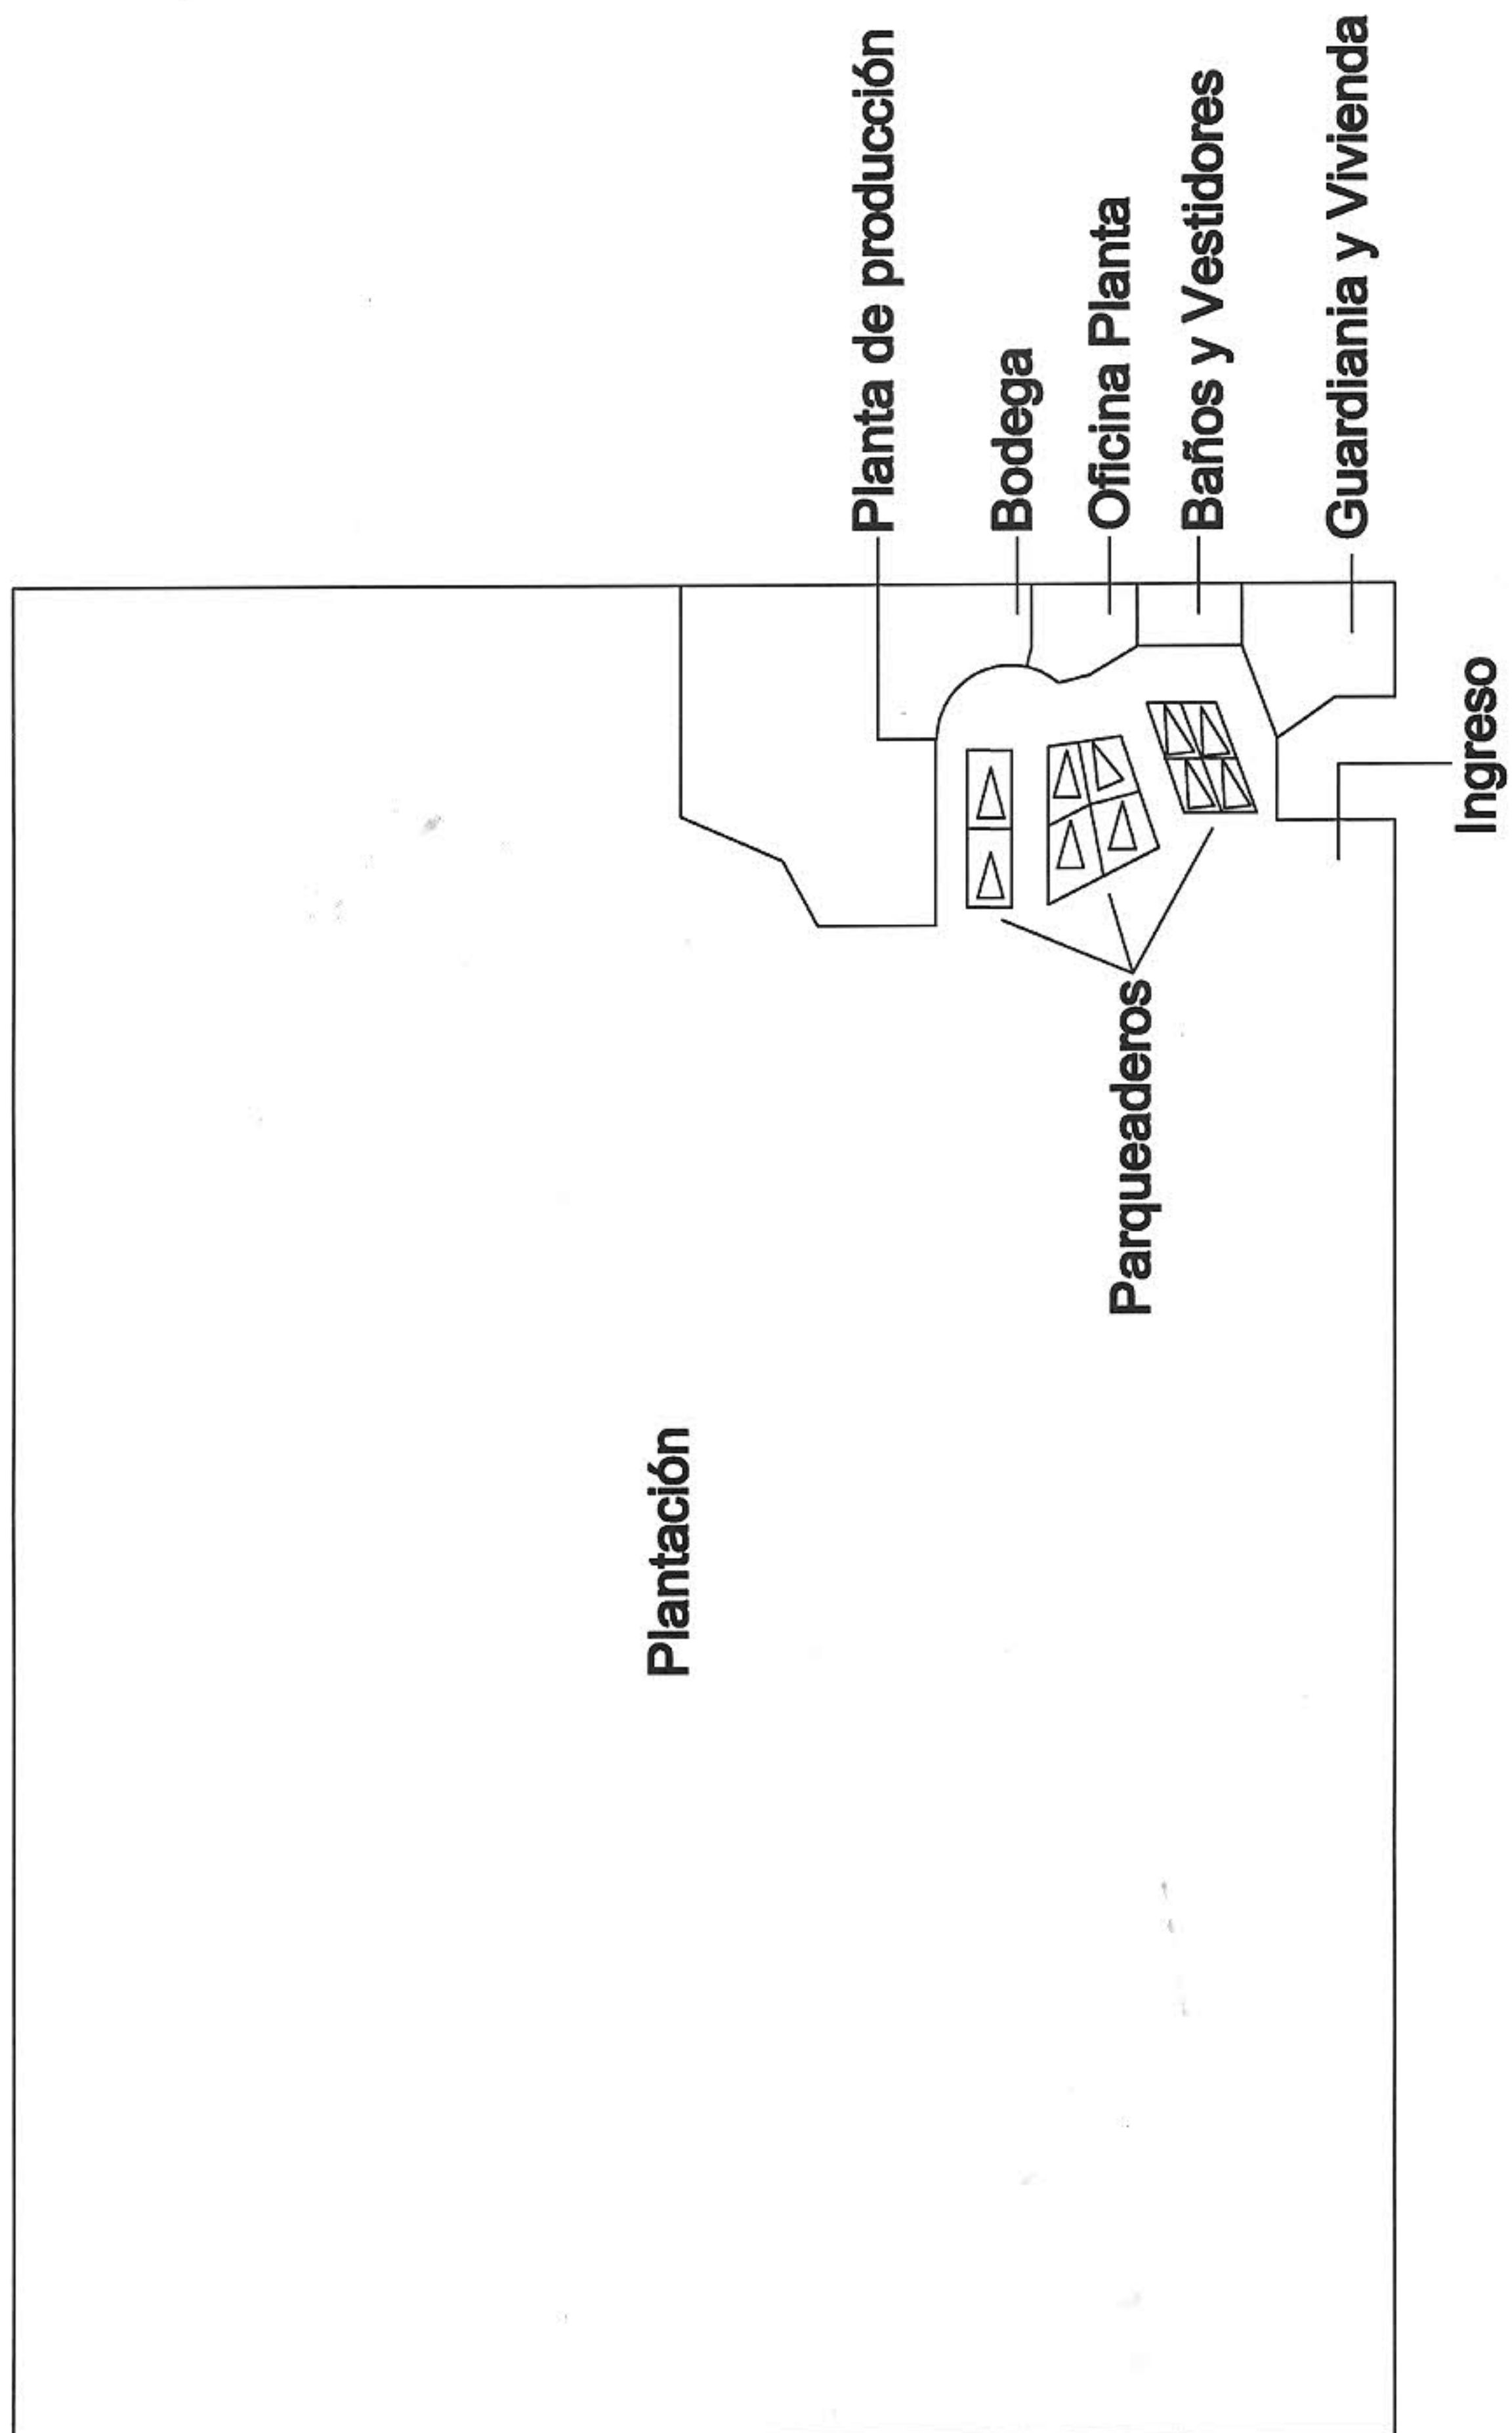 Planta de producción
Bodega
Oficina Planta
Baños y Vestidores
Guardiania y Vivienda
Ingreso
Parqueaderos
Plantación